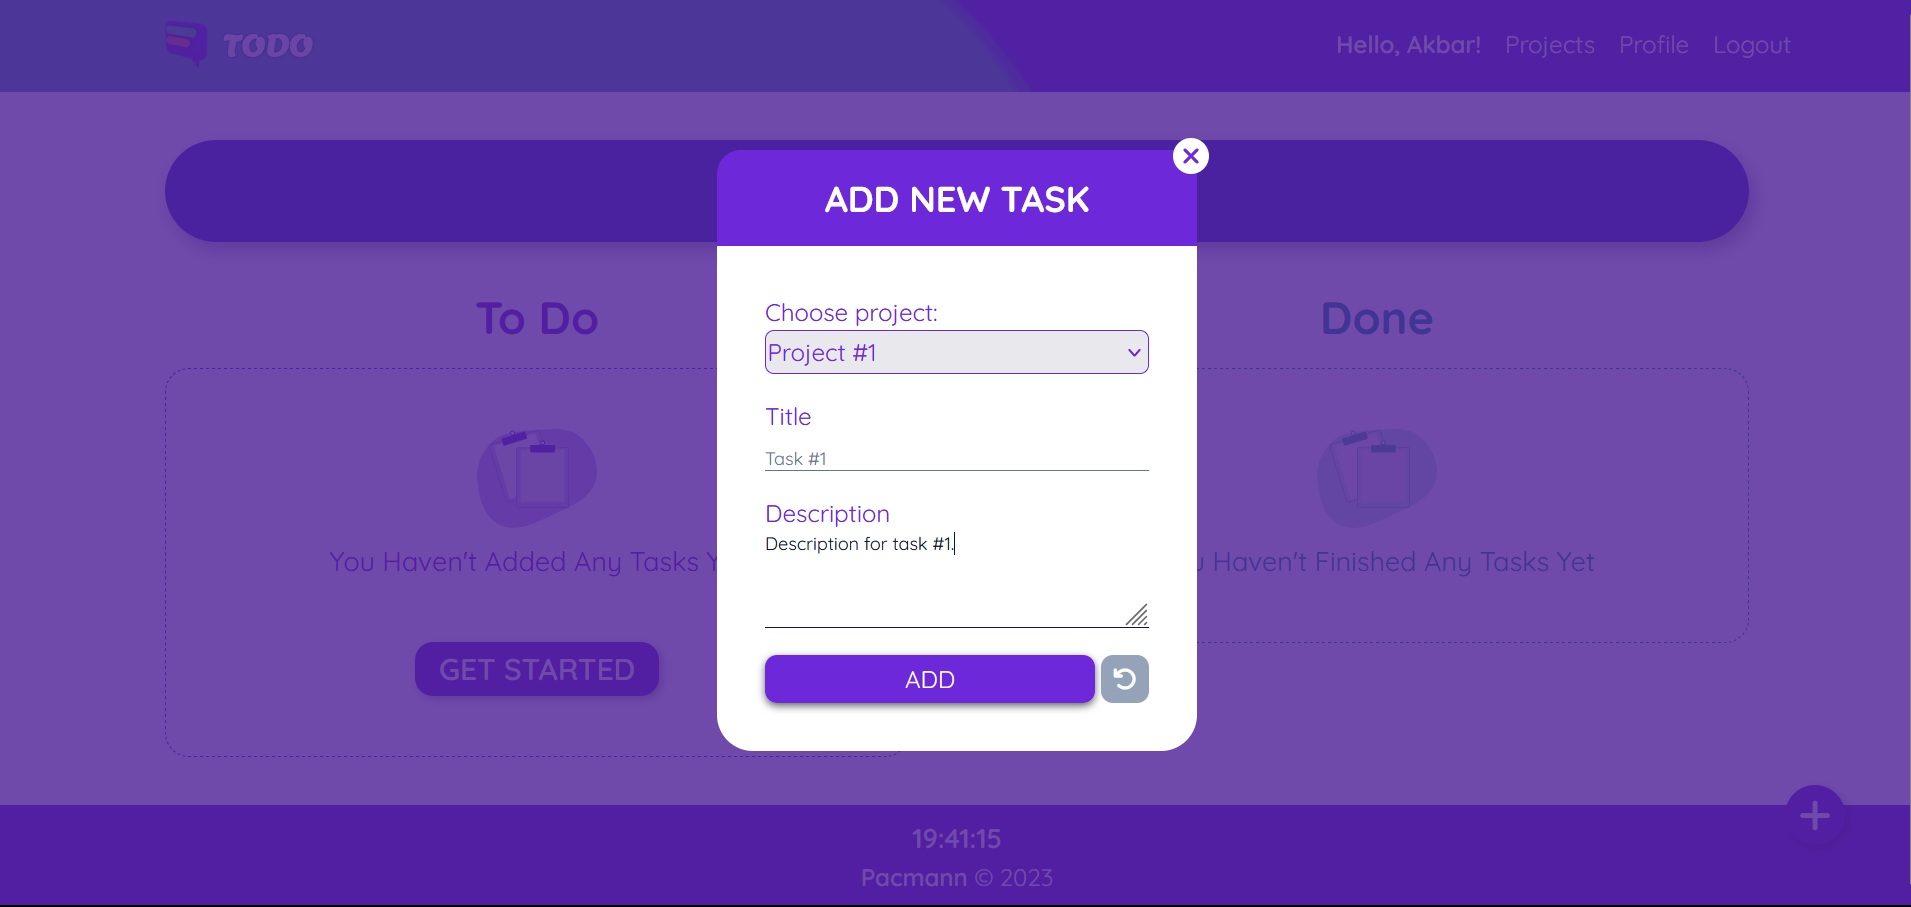 TODO
Hello, Akbar! Projects Profile Logout
ADD NEW TASK
To Do
Done
Choose project:
Project #1
Title
Task #1
Description
Description for task #1.
You Haven't Added Any Tasks
Haven't Finished Any Tasks Yet
GET STARTED
ADD
19:41:15
Pacmann © 2023